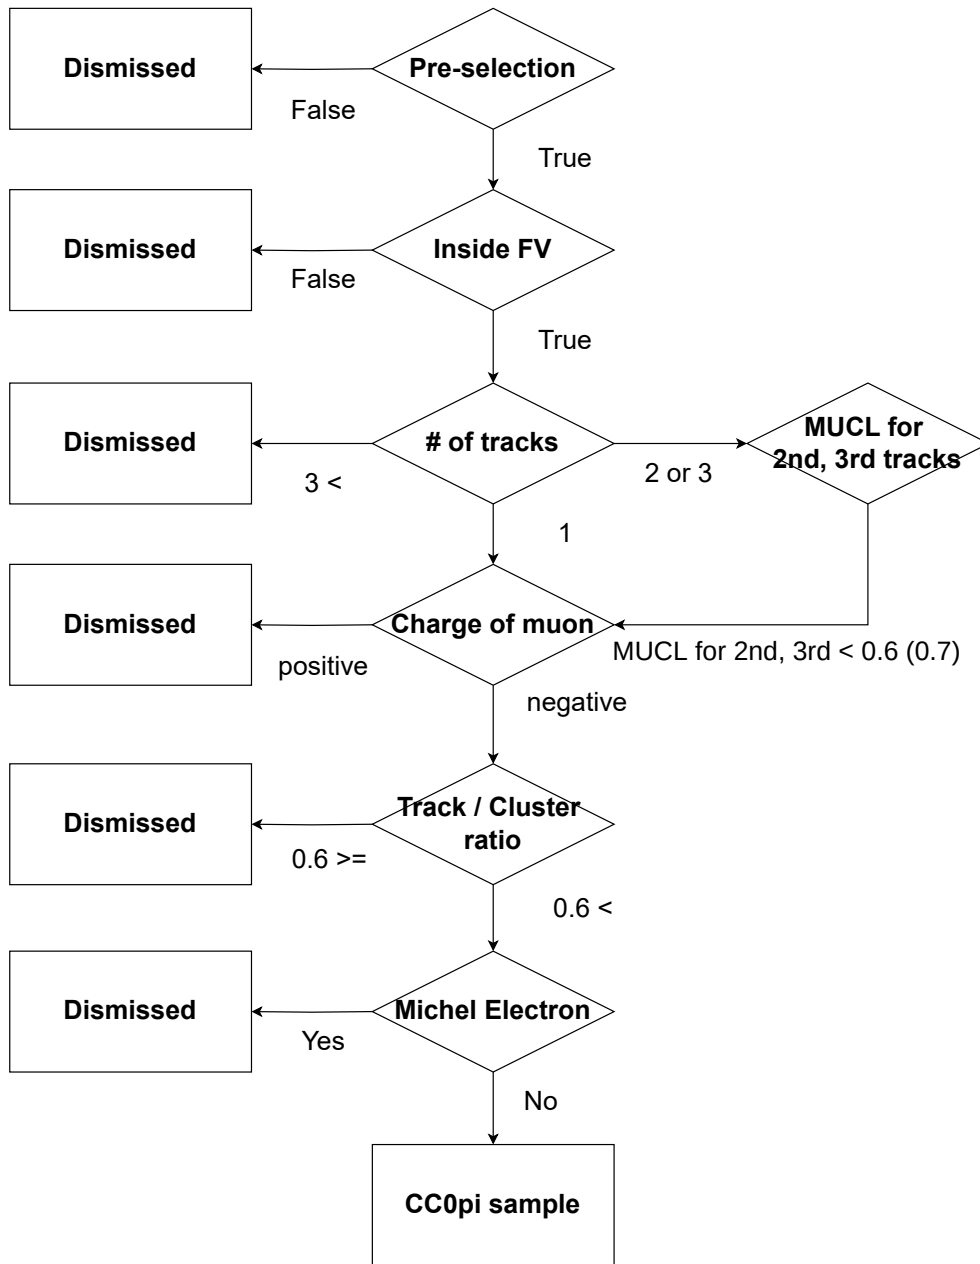 Dismissed
Pre-selection
False
True
Dismissed
Inside FV
False
True
Dismissed
# of tracks
MUCL for
2nd, 3rd tracks
3 <
2 or 3
1
Dismissed
Charge of muon
positive
MUCL for 2nd, 3rd < 0.6 (0.7)
negative
Dismissed
Track / Cluster
ratio
0.6 >=
0.6 <
Dismissed
Michel Electron
Yes
No
CC0pi sample